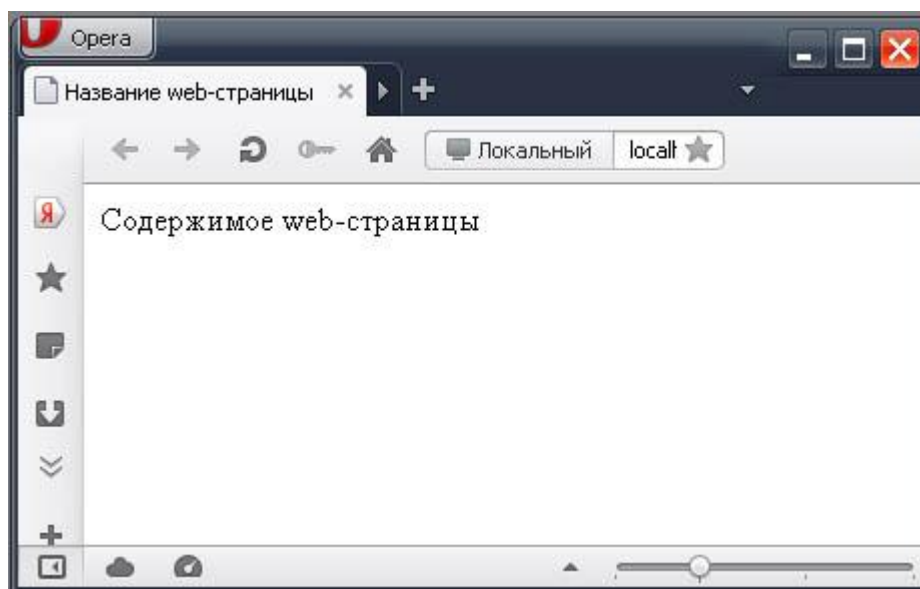 Opera
Название web-страницы
Локальный localh
Я
Содержимое web-страницы